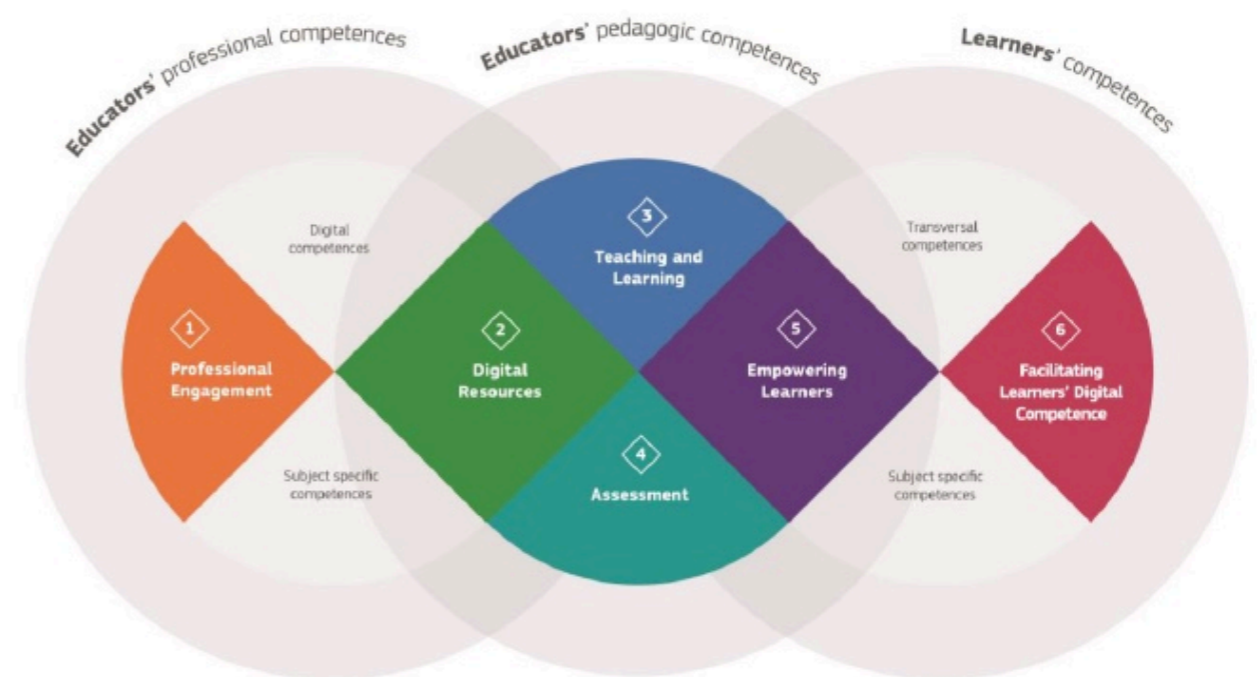 Educators' professional competences
Educators' pedagogic competences
Learners' competences
Digital
competences
Subject specific
competences
1
Professional
Engagement
2
Digital
Resources
3
Teaching and
Learning
4
Assessment
5
Empowering
Learners
Transversal
competences
Subject specific
competences
6
Facilitating
Learners' Digital
Competence